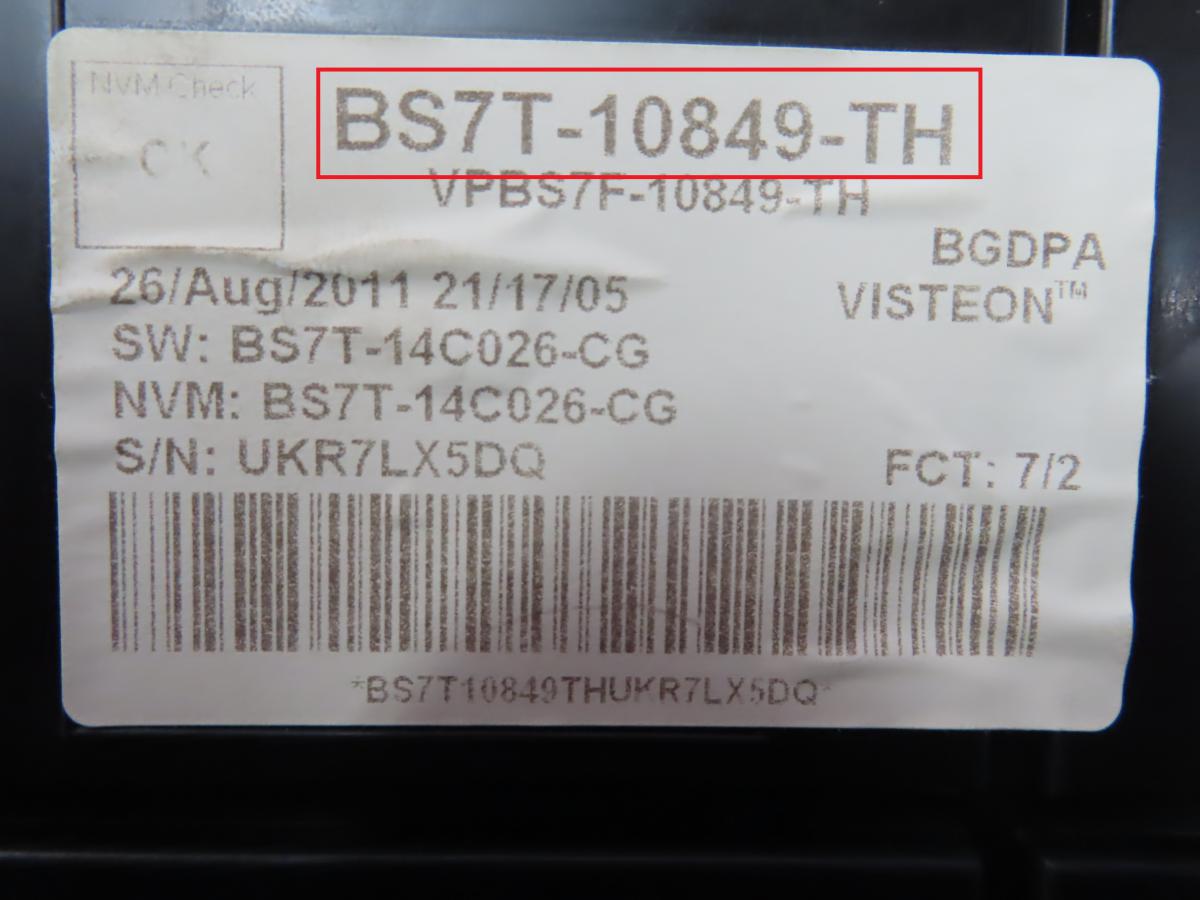 NVM Check
OK
BS7T-10849-TH
VPBS7F-10849-TH
BGDPA
26/Aug/2011 21/17/05
VISTEON™
SW: BS7T-14C026-CG
NVM: BS7T-14C026-CG
S/N: UKR7LX5DQ
FCT: 7/2
*BS7T10849THUKR7LX5DQ*